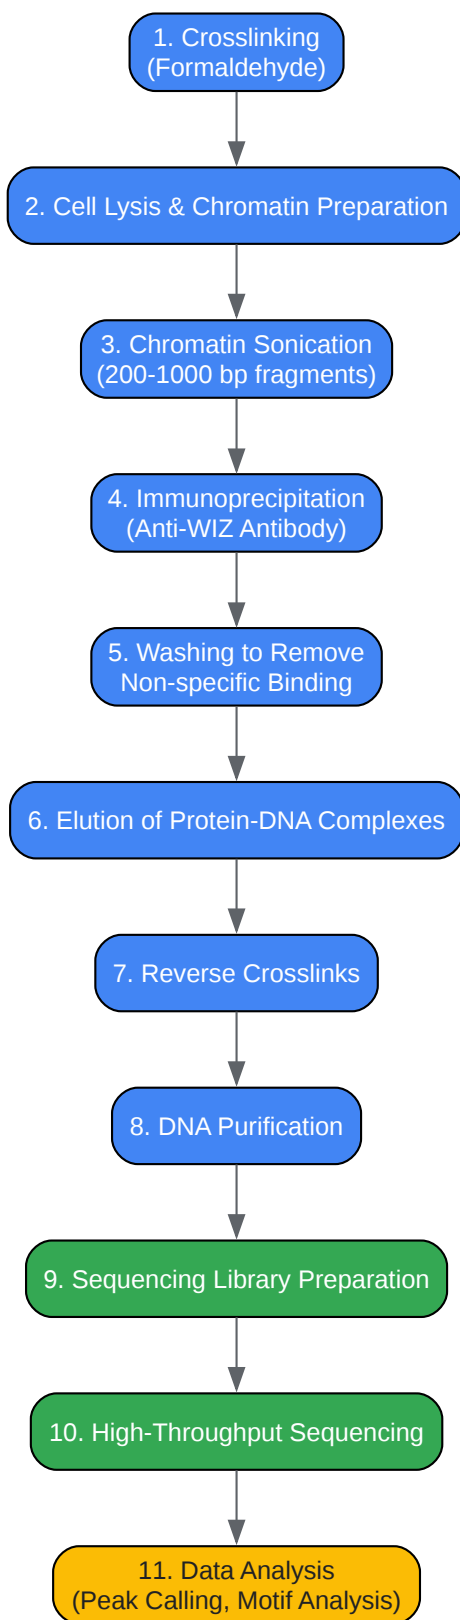 1. Crosslinking
(Formaldehyde)
2. Cell Lysis & Chromatin Preparation
3. Chromatin Sonication
(200-1000 bp fragments)
4. Immunoprecipitation
(Anti-WIZ Antibody)
5. Washing to Remove
Non-specific Binding
6. Elution of Protein-DNA Complexes
7. Reverse Crosslinks
8. DNA Purification
9. Sequencing Library Preparation
10. High-Throughput Sequencing
11. Data Analysis
(Peak Calling, Motif Analysis)